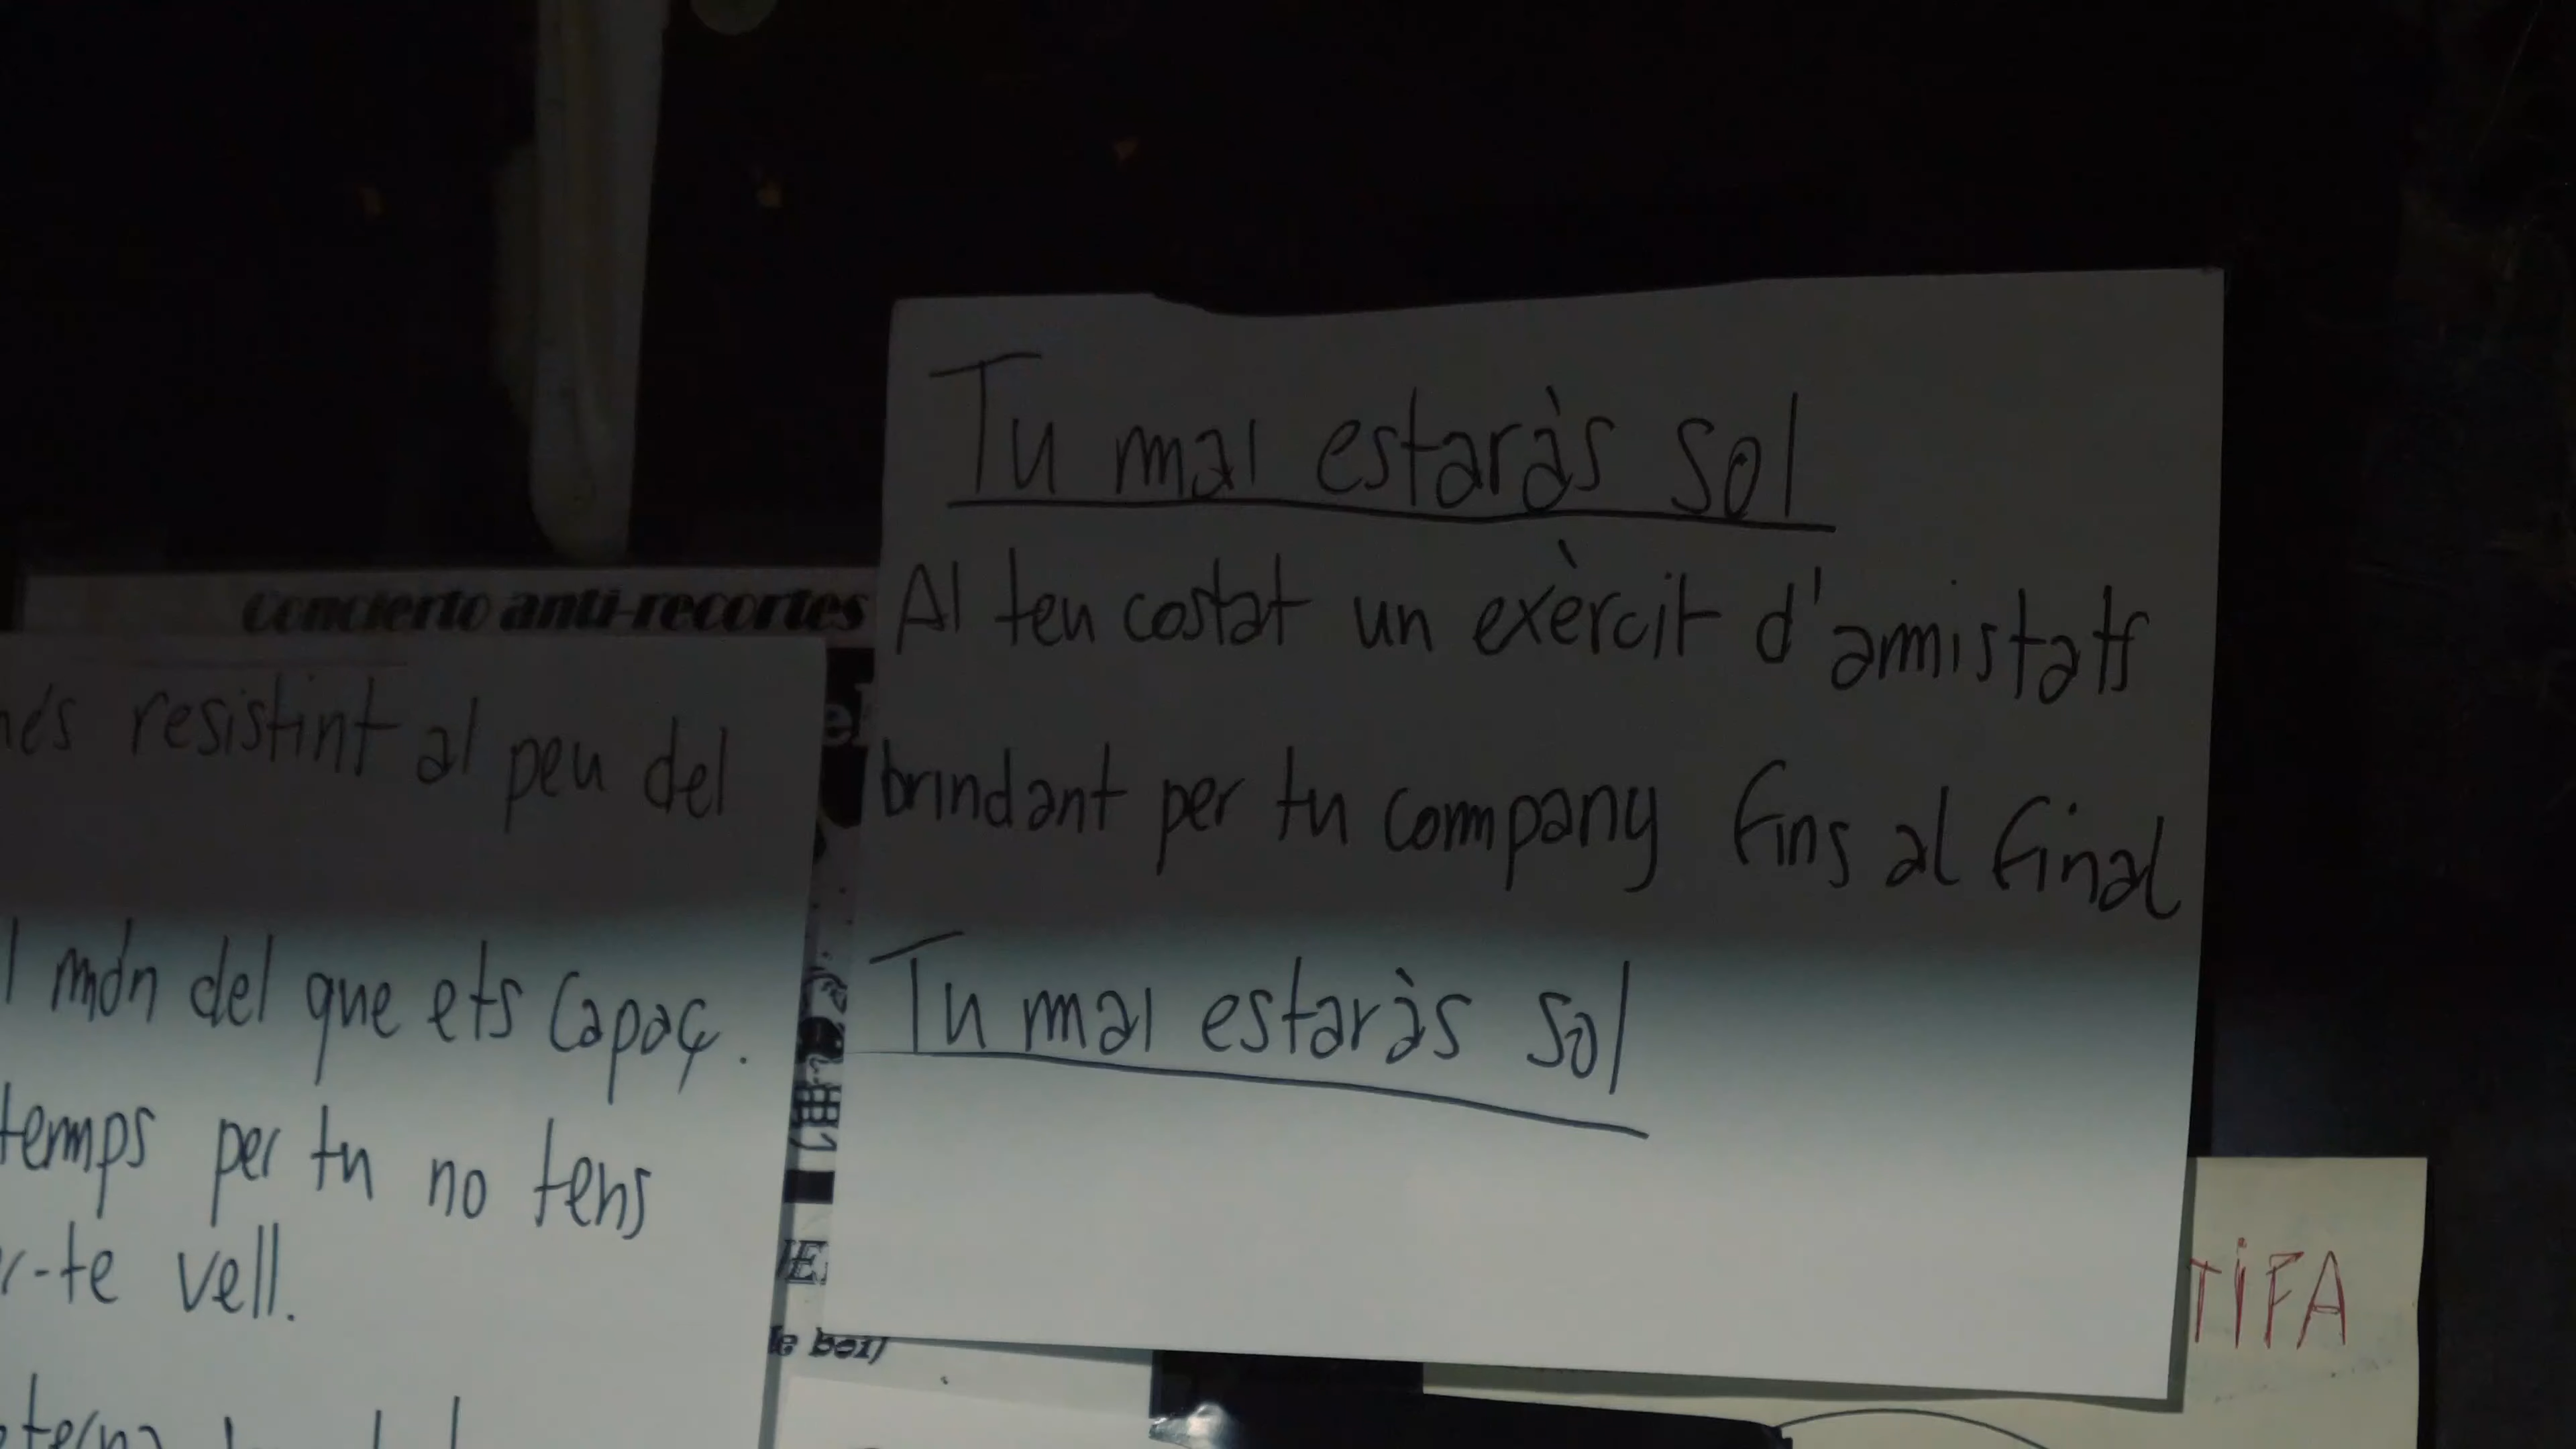 Tu mai estaràs sol
Al teu costat un exèrcit d'amistats
brindant per tu company fins al final
Tu mai estaràs sol
Concierto anti-recortes
resistint al peu del
món del que ets capaç.
temps per tu no tens
-te vell.
TIFA